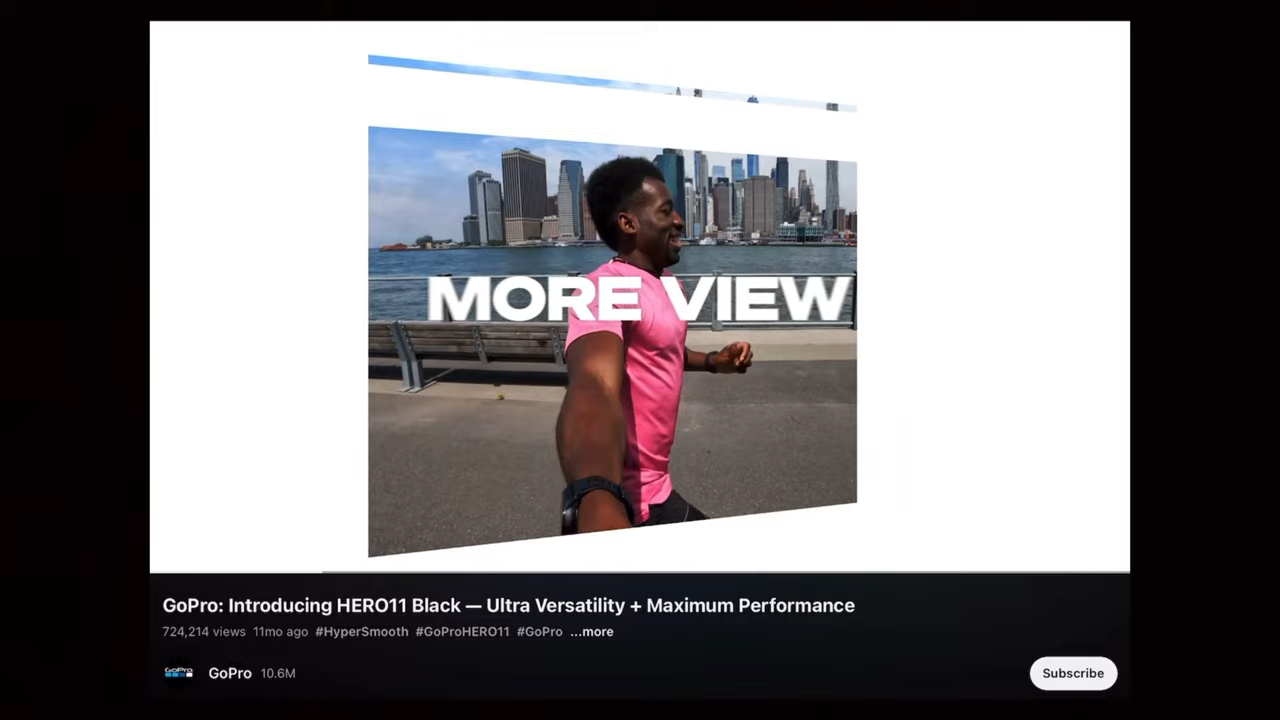 MORE VIEW
GoPro: Introducing HERO11 Black — Ultra Versatility + Maximum Performance
724,214 views 11mo ago #HyperSmooth #GoProHERO11 #GoPro ...more
GoPro
GoPro 10.6M
Subscribe